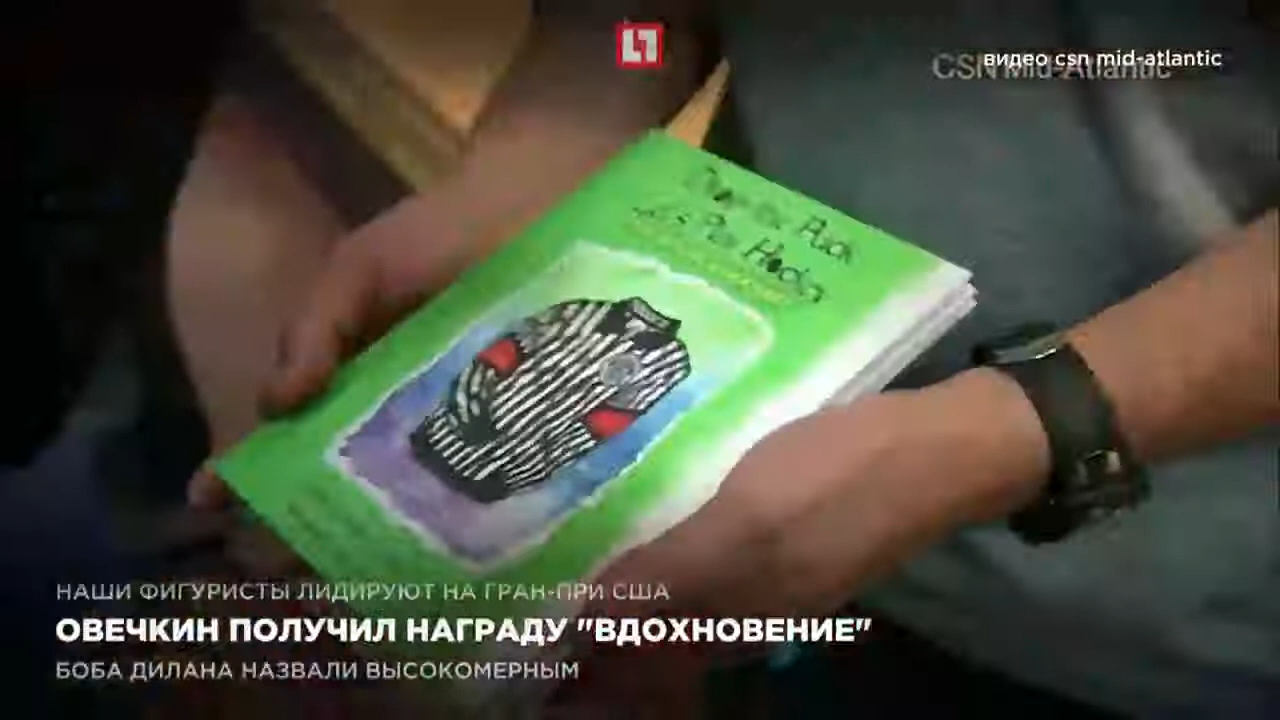 видео csn mid-atlantic
CSN Mid-Atlantic
НАШИ ФИГУРИСТЫ ЛИДИРУЮТ НА ГРАН-ПРИ США
ОВЕЧКИН ПОЛУЧИЛ НАГРАДУ "ВДОХНОВЕНИЕ"
БОБА ДИЛАНА НАЗВАЛИ ВЫСОКОМЕРНЫМ